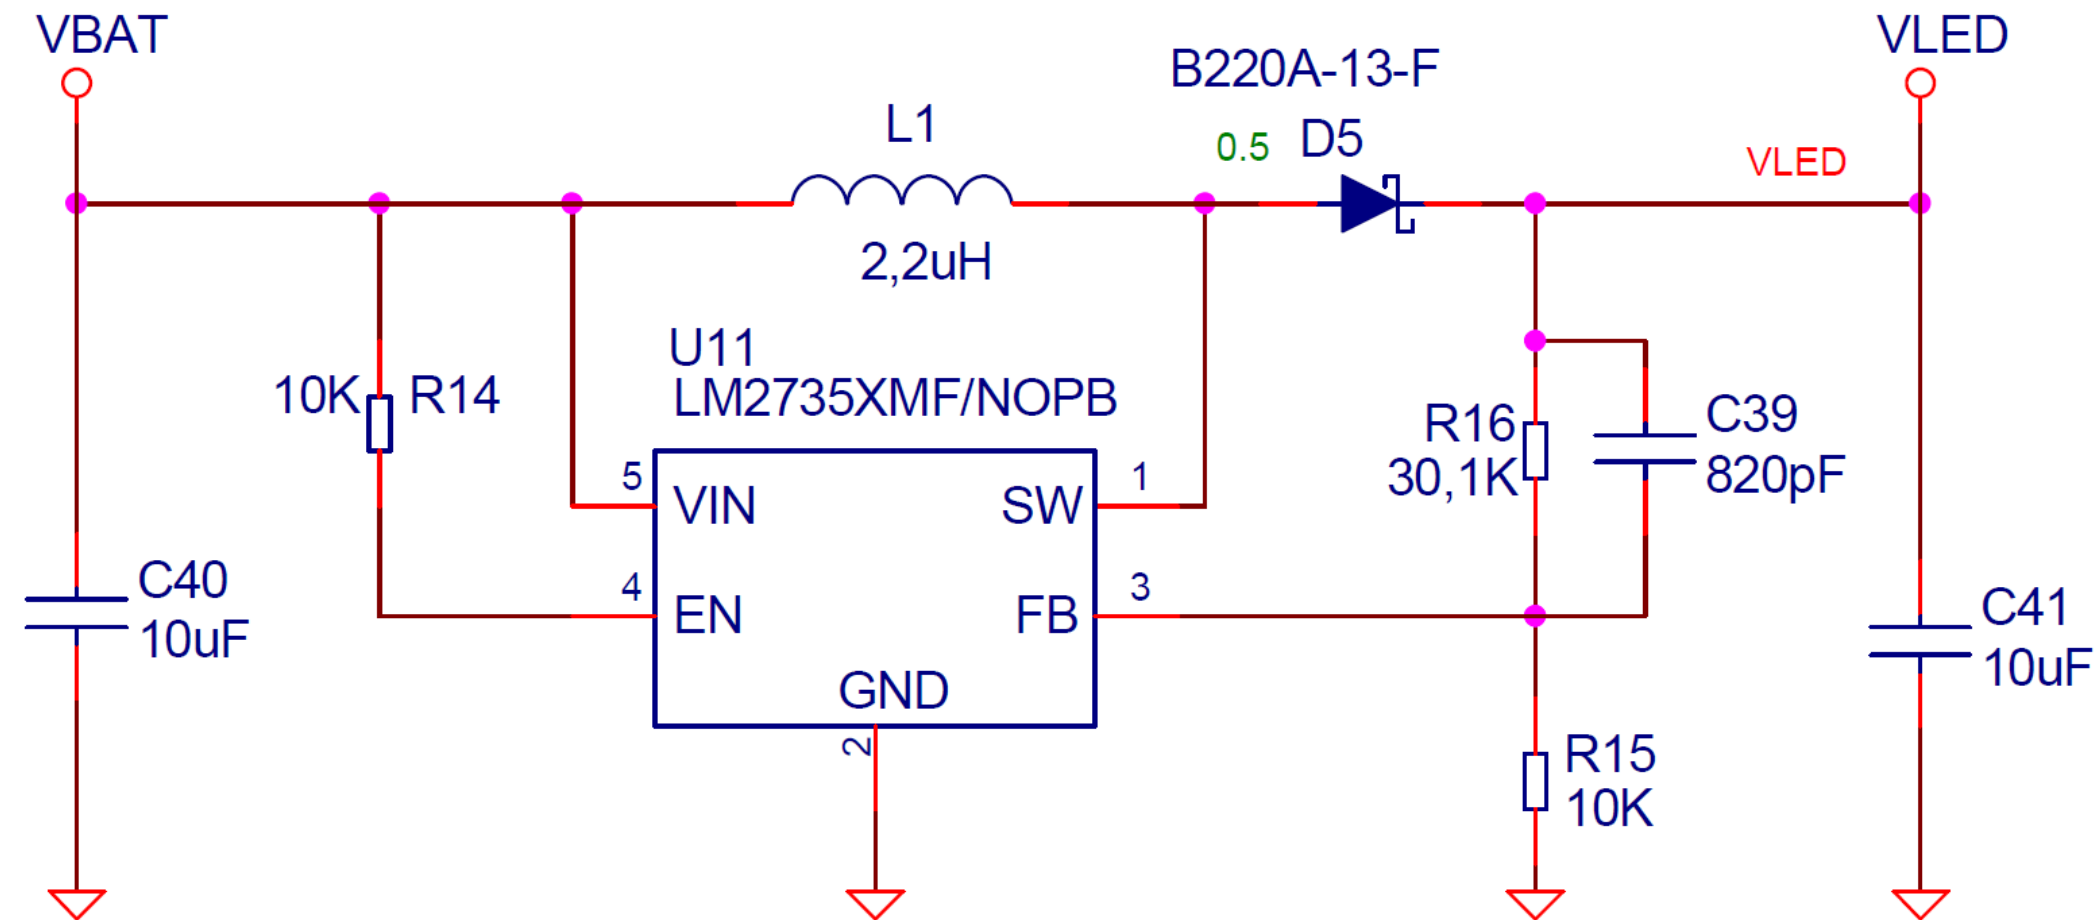 VBAT
VLED
B220A-13-F
L1
0.5
D5
VLED
2,2uH
U11
LM2735XMF/NOPB
10K
R14
R16
30,1K
C39
820pF
5
VIN
SW
1
4
EN
FB
3
GND
2
C40
10uF
C41
10uF
R15
10K